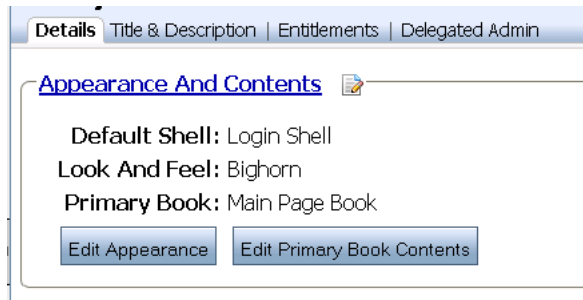 Details Title & Description | Entitlements | Delegated Admin
Appearance And Contents
Default Shell: Login Shell
Look And Feel: Bighorn
Primary Book: Main Page Book
Edit Appearance Edit Primary Book Contents